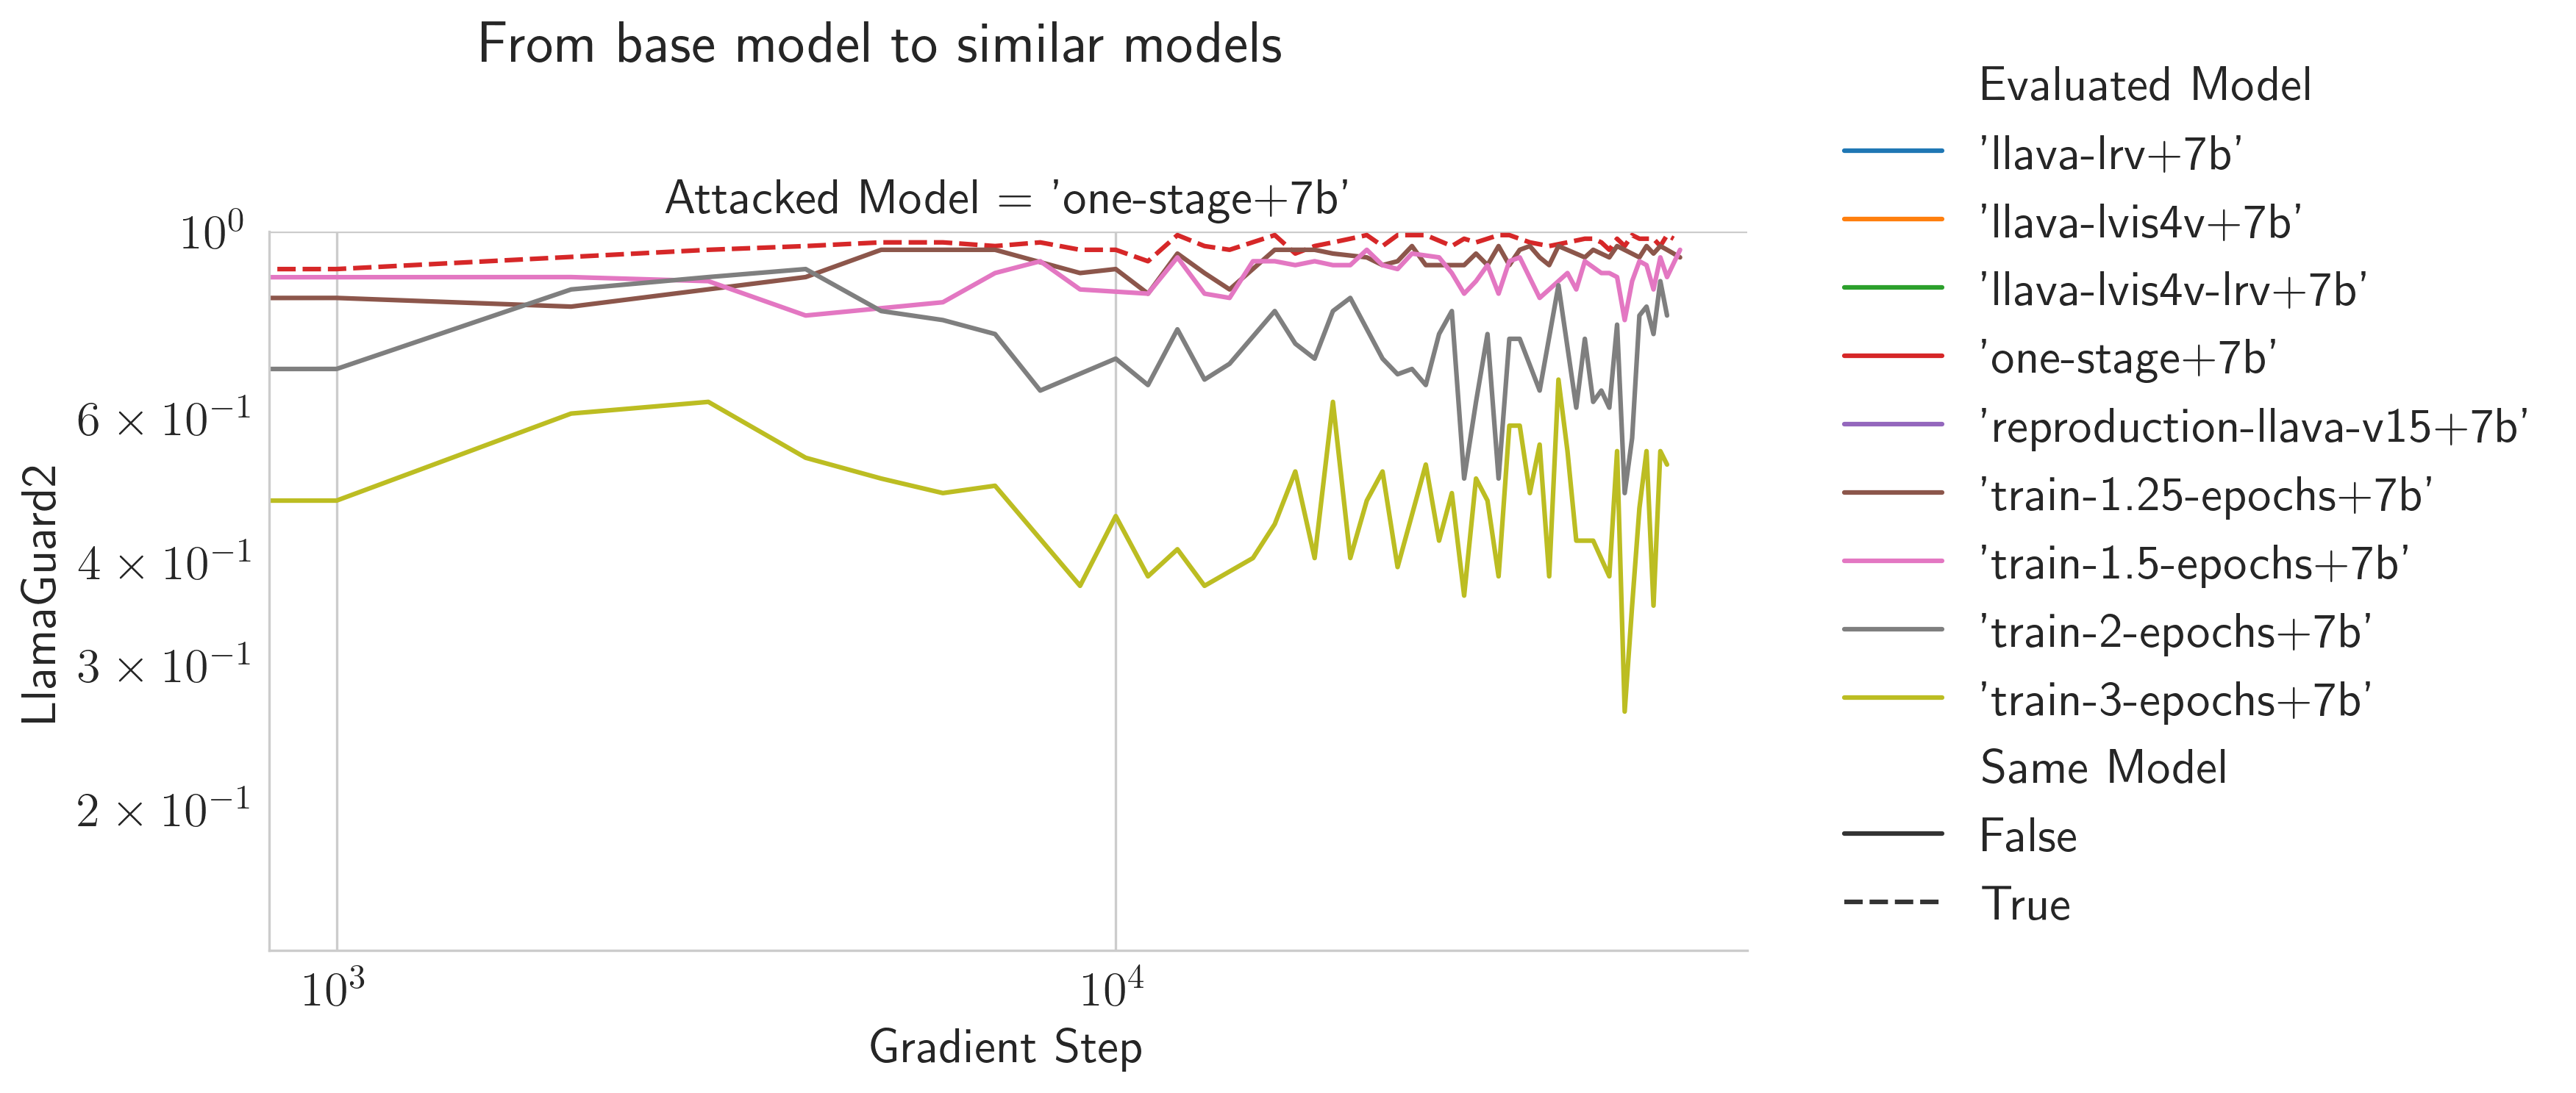 From base model to similar models
Attacked Model = 'one-stage+7b'
LlamaGuard2
10^0
6 × 10^−1
4 × 10^−1
3 × 10^−1
2 × 10^−1
10^3
10^4
Gradient Step
Evaluated Model
'llava-lrv+7b'
'llava-lvis4v+7b'
'llava-lvis4v-lrv+7b'
'one-stage+7b'
'reproduction-llava-v15+7b'
'train-1.25-epochs+7b'
'train-1.5-epochs+7b'
'train-2-epochs+7b'
'train-3-epochs+7b'
Same Model
False
True